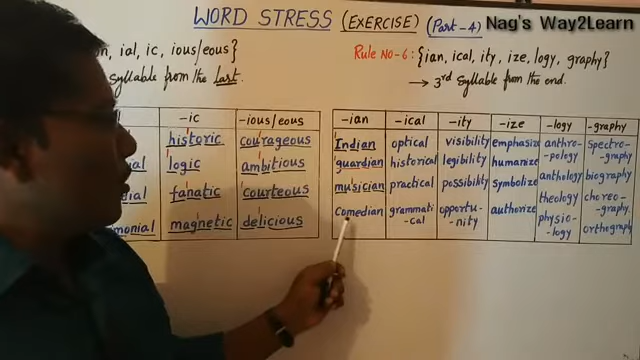 WORD STRESS (EXERCISE) (Part-4)
Nag's Way2Learn
n, ial, ic, ious/eous}
Syllable from the last.
Rule No-6 : {ian, ical, ity, ize, logy, graphy}
→ 3rd Syllable from the end.
-ic -ious/eous
historic courageous
logic ambitious
fanatic courteous
monial magnetic delicious
-ian -ical -ity -ize -logy -graphy
Indian optical visibility emphasize anthro- spectro-
-pology -graphy
guardian historical legibility humanize anthology biography
musician practical possibility symbolize theology choreo-
-graphy
comedian grammati- opportu- authorize physio- orthography
-cal -nity -logy